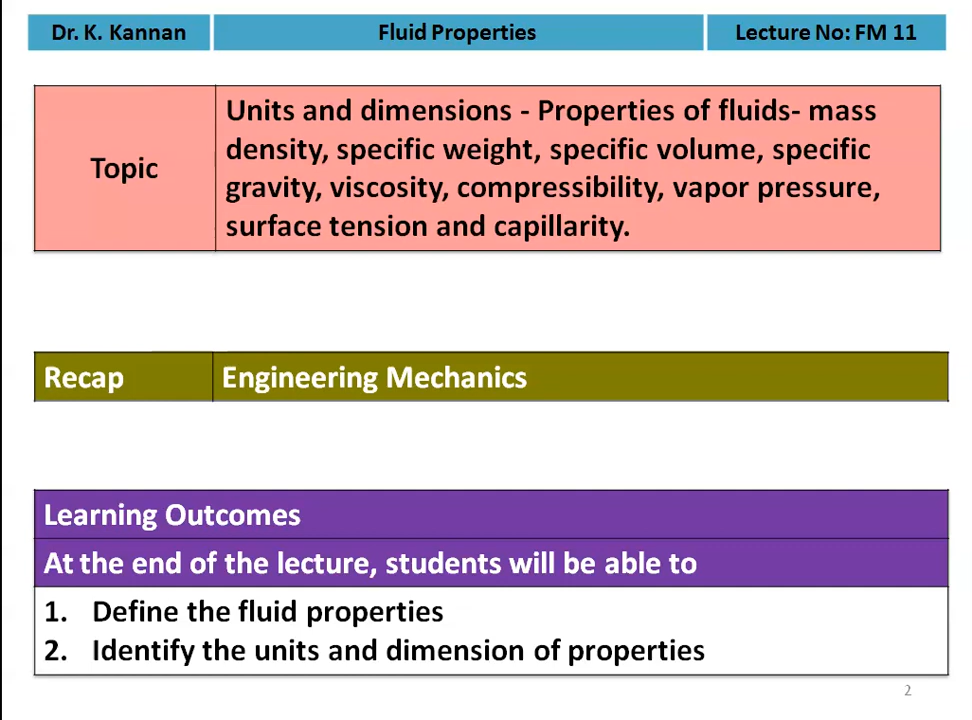 Dr. K. Kannan
Fluid Properties
Lecture No: FM 11
Topic
Units and dimensions - Properties of fluids- mass
density, specific weight, specific volume, specific
gravity, viscosity, compressibility, vapor pressure,
surface tension and capillarity.
Recap
Engineering Mechanics
Learning Outcomes
At the end of the lecture, students will be able to
1. Define the fluid properties
2. Identify the units and dimension of properties
2